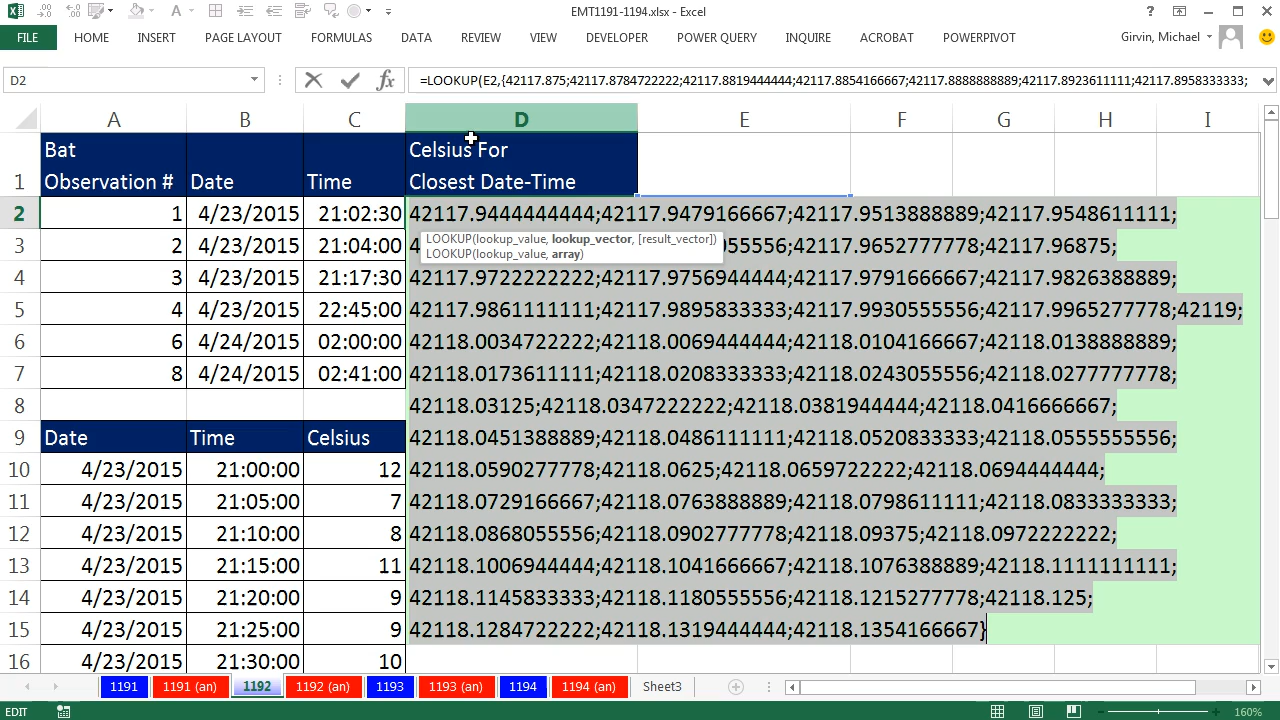 EMT1191-1194.xlsx - Excel
FILE HOME INSERT PAGE LAYOUT FORMULAS DATA REVIEW VIEW DEVELOPER POWER QUERY INQUIRE ACROBAT POWERPIVOT Girvin, Michael
D2 fx =LOOKUP(E2,{42117.875;42117.8784722222;42117.8819444444;42117.8854166667;42117.8888888889;42117.8923611111;42117.8958333333;
A B C D E F G H I
Bat Celsius For
1 Observation # Date Time Closest Date-Time
2 1 4/23/2015 21:02:30 42117.9444444444;42117.9479166667;42117.9513888889;42117.9548611111;
LOOKUP(lookup_value, lookup_vector, [result_vector])
3 2 4/23/2015 21:04:00 055556;42117.9652777778;42117.96875;
LOOKUP(lookup_value, array)
4 3 4/23/2015 21:17:30 42117.9722222222;42117.9756944444;42117.9791666667;42117.9826388889;
5 4 4/23/2015 22:45:00 42117.9861111111;42117.9895833333;42117.9930555556;42117.9965277778;42119;
6 6 4/24/2015 02:00:00 42118.0034722222;42118.0069444444;42118.0104166667;42118.0138888889;
7 8 4/24/2015 02:41:00 42118.0173611111;42118.0208333333;42118.0243055556;42118.0277777778;
8 42118.03125;42118.0347222222;42118.0381944444;42118.0416666667;
9 Date Time Celsius 42118.0451388889;42118.0486111111;42118.0520833333;42118.0555555556;
10 4/23/2015 21:00:00 12 42118.0590277778;42118.0625;42118.0659722222;42118.0694444444;
11 4/23/2015 21:05:00 7 42118.0729166667;42118.0763888889;42118.0798611111;42118.0833333333;
12 4/23/2015 21:10:00 8 42118.0868055556;42118.0902777778;42118.09375;42118.0972222222;
13 4/23/2015 21:15:00 11 42118.1006944444;42118.1041666667;42118.1076388889;42118.1111111111;
14 4/23/2015 21:20:00 9 42118.1145833333;42118.1180555556;42118.1215277778;42118.125;
15 4/23/2015 21:25:00 9 42118.1284722222;42118.1319444444;42118.1354166667}
16 4/23/2015 21:30:00 10
1191 1191 (an) 1192 1192 (an) 1193 1193 (an) 1194 1194 (an) Sheet3
EDIT 160%